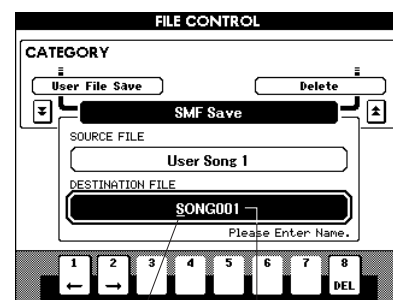 FILE CONTROL
CATEGORY
User File Save Delete
SMF Save
SOURCE FILE
User Song 1
DESTINATION FILE
SONG001
Please Enter Name.
1 2 3 4 5 6 7 8
← → DEL